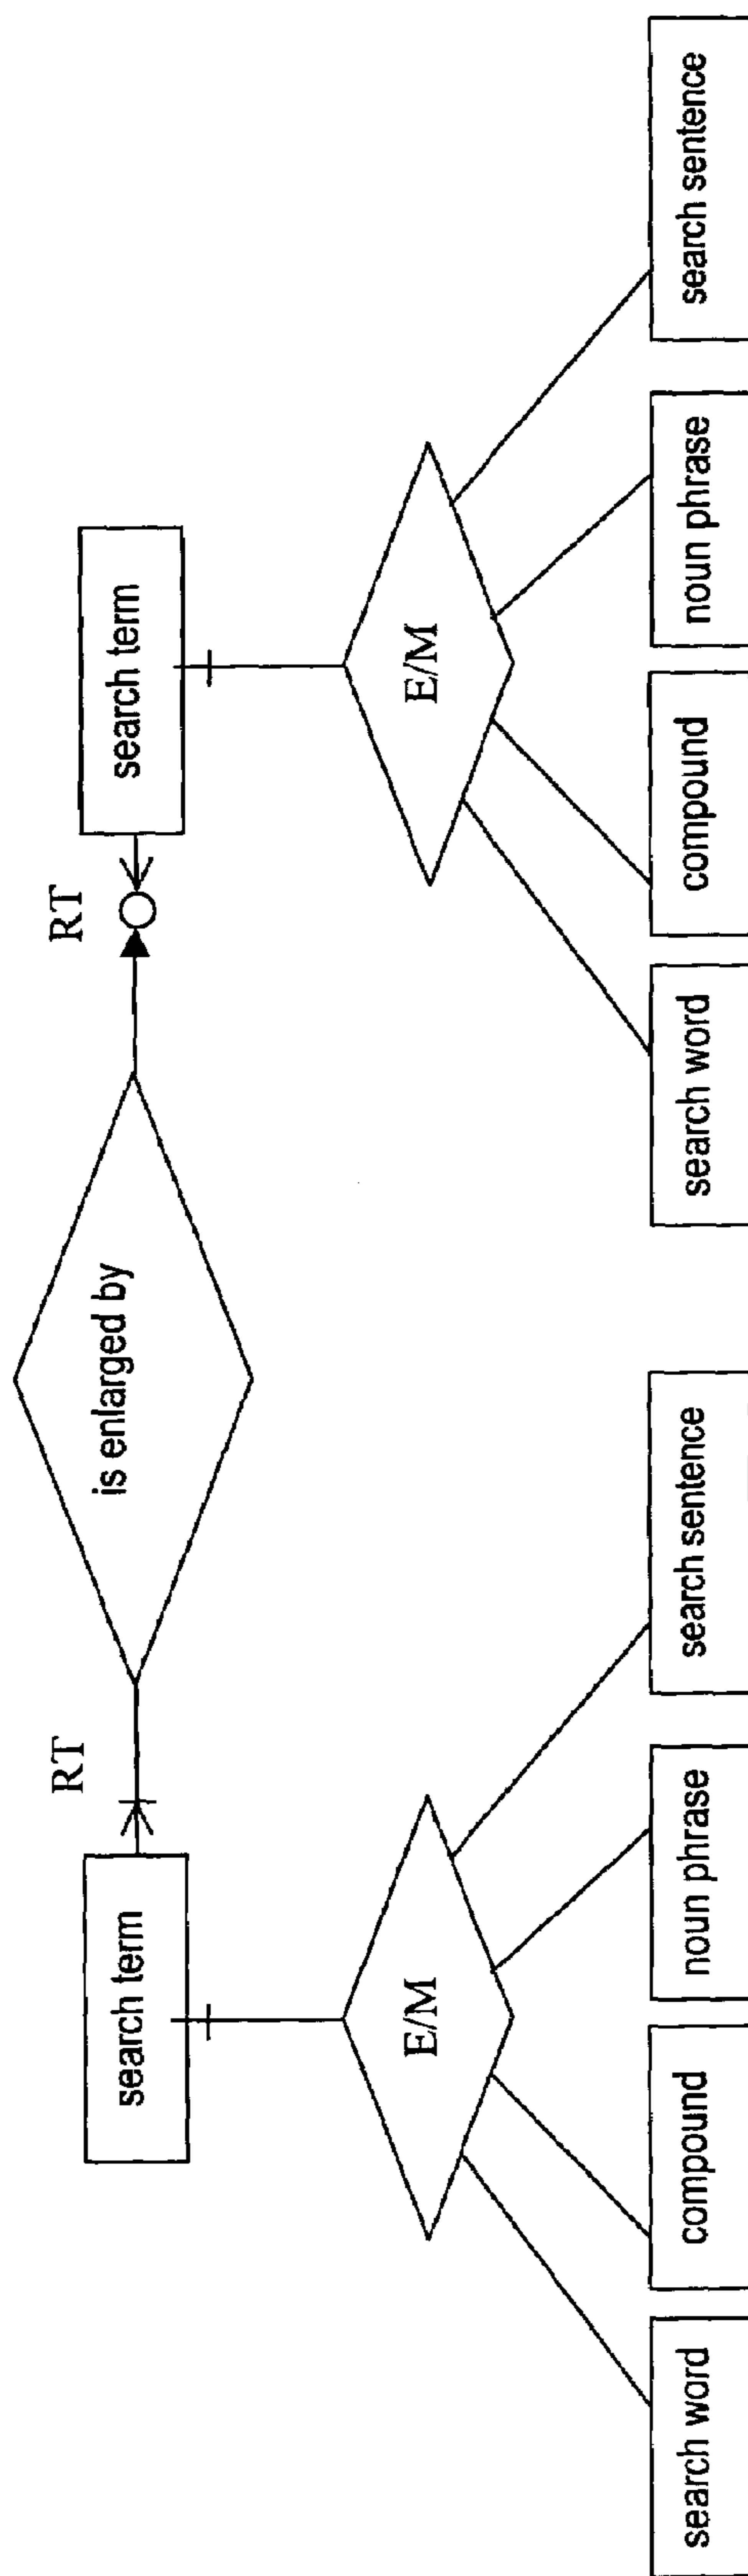 RT
RT
search term
is enlarged by
search term
E/M
E/M
search word
compound
noun phrase
search sentence
search word
compound
noun phrase
search sentence